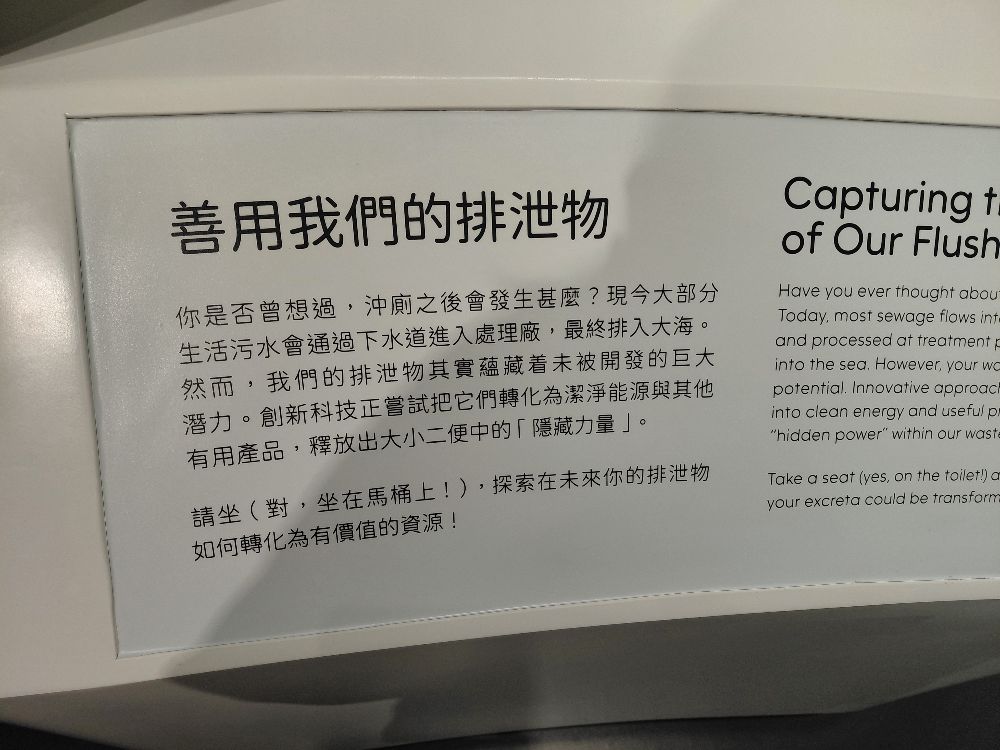 善用我們的排泄物
你是否曾想過，沖廁之後會發生甚麼？現今大部分
生活污水會通過下水道進入處理廠，最終排入大海。
然而，我們的排泄物其實蘊藏着未被開發的巨大
潛力。創新科技正嘗試把它們轉化為潔淨能源與其他
有用產品，釋放出大小二便中的「隱藏力量」。
請坐（對，坐在馬桶上！），探索在未來你的排泄物
如何轉化為有價值的資源！
Capturing
of Our Flush
Have you ever thought about
Today, most sewage flows
and processed at treatment
into the sea. However, your
potential. Innovative
into clean energy and useful
"hidden power" within our
Take a seat (yes, on the toilet!)
your excreta could be